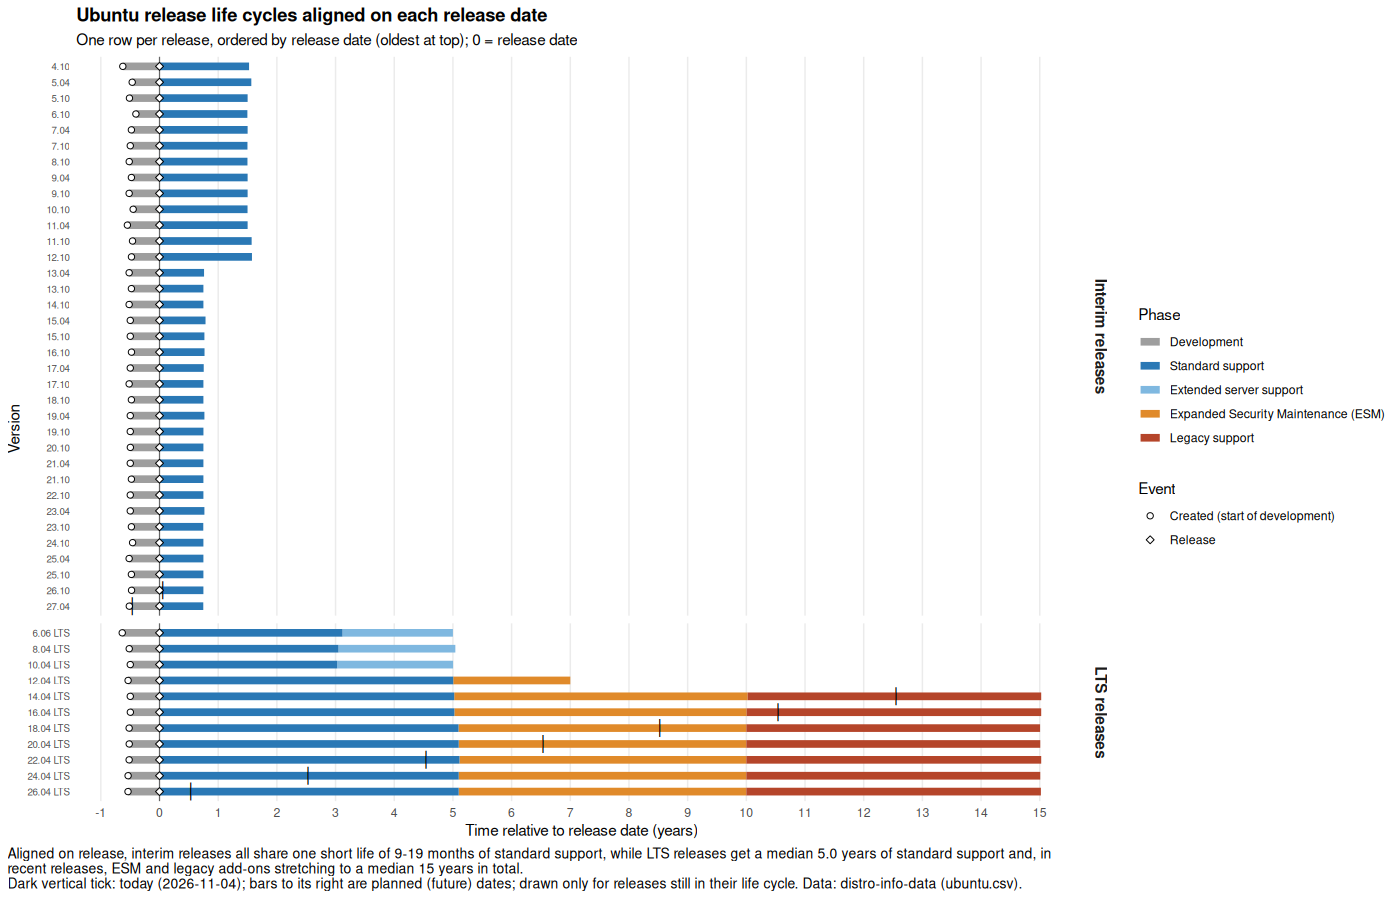 Ubuntu release life cycles aligned on each release date
One row per release, ordered by release date (oldest at top); 0 = release date
Version
4.10
5.04
5.10
6.10
7.04
7.10
8.10
9.04
9.10
10.10
11.04
11.10
12.10
13.04
13.10
14.10
15.04
15.10
16.10
17.04
17.10
18.10
19.04
19.10
20.10
21.04
21.10
22.10
23.04
23.10
24.10
25.04
25.10
26.10
27.04
Interim releases
6.06 LTS
8.04 LTS
10.04 LTS
12.04 LTS
14.04 LTS
16.04 LTS
18.04 LTS
20.04 LTS
22.04 LTS
24.04 LTS
26.04 LTS
LTS releases
-1 0 1 2 3 4 5 6 7 8 9 10 11 12 13 14 15
Time relative to release date (years)
Phase
Development
Standard support
Extended server support
Expanded Security Maintenance (ESM)
Legacy support
Event
Created (start of development)
Release
Aligned on release, interim releases all share one short life of 9-19 months of standard support, while LTS releases get a median 5.0 years of standard support and, in
recent releases, ESM and legacy add-ons stretching to a median 15 years in total.
Dark vertical tick: today (2026-11-04); bars to its right are planned (future) dates; drawn only for releases still in their life cycle. Data: distro-info-data (ubuntu.csv).